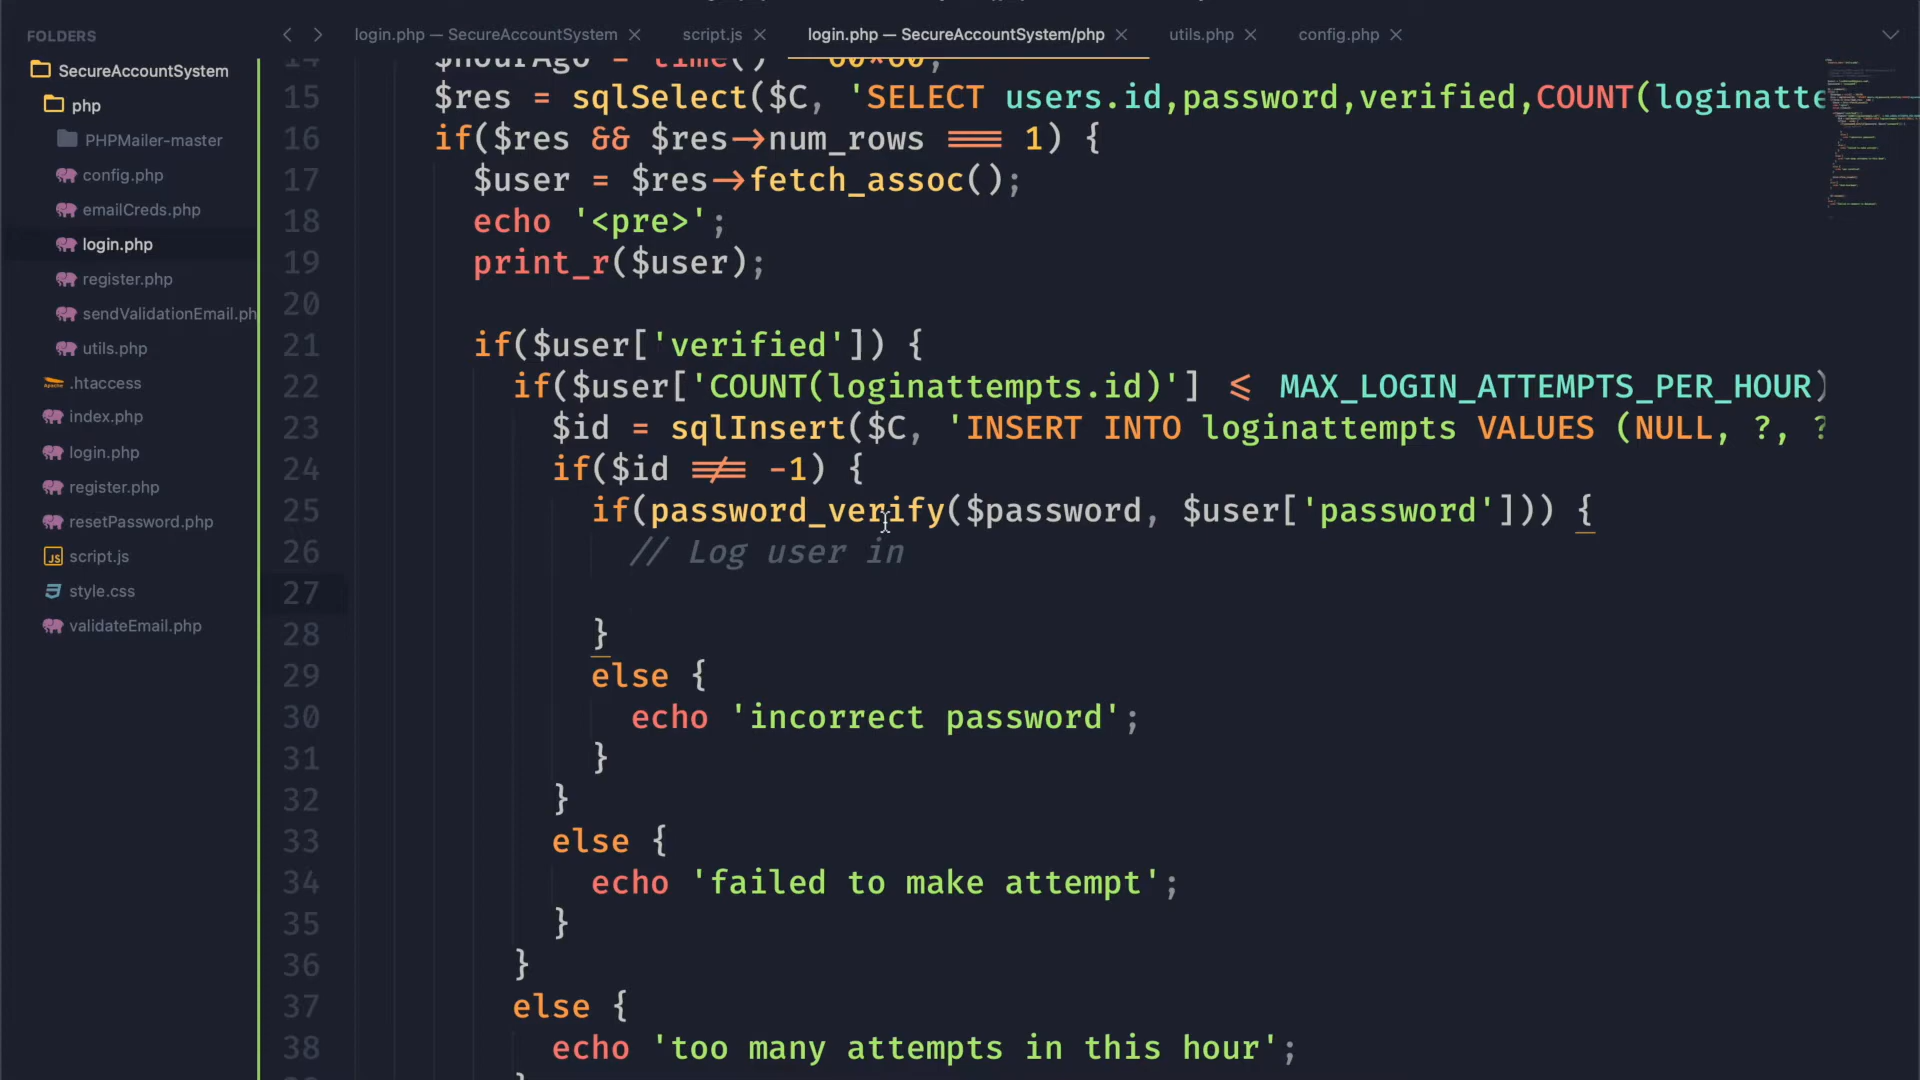 FOLDERS
SecureAccountSystem
php
PHPMailer-master
config.php
emailCreds.php
login.php
register.php
sendValidationEmail.ph
utils.php
.htaccess
index.php
login.php
register.php
resetPassword.php
script.js
style.css
validateEmail.php
login.php — SecureAccountSystem
script.js
login.php — SecureAccountSystem/php
utils.php
config.php
14 $hourAgo = time() - 60*60;
15 $res = sqlSelect($C, 'SELECT users.id,password,verified,COUNT(loginatte
16 if($res && $res->num_rows === 1) {
17 $user = $res->fetch_assoc();
18 echo '<pre>';
19 print_r($user);
20
21 if($user['verified']) {
22 if($user['COUNT(loginattempts.id)'] <= MAX_LOGIN_ATTEMPTS_PER_HOUR)
23 $id = sqlInsert($C, 'INSERT INTO loginattempts VALUES (NULL, ?, ?
24 if($id !== -1) {
25 if(password_verify($password, $user['password'])) {
26 // Log user in
27
28 }
29 else {
30 echo 'incorrect password';
31 }
32 }
33 else {
34 echo 'failed to make attempt';
35 }
36 }
37 else {
38 echo 'too many attempts in this hour';